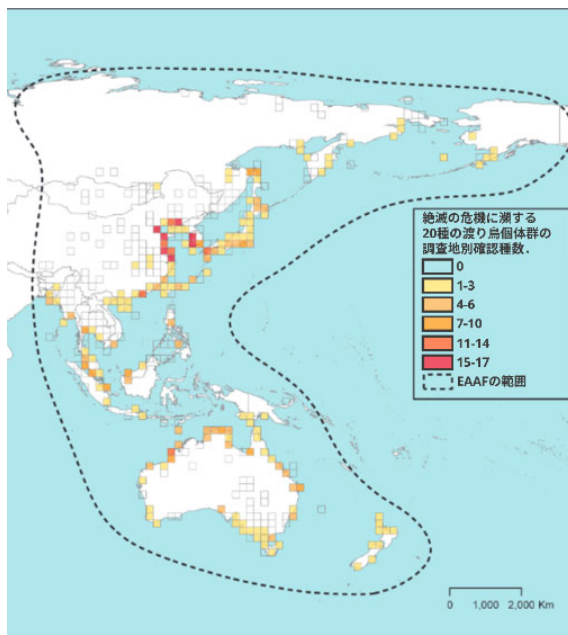 絶滅の危機に瀕する
20種の渡り鳥個体群の
調査地別確認種数.
0
1-3
4-6
7-10
11-14
15-17
EAAFの範囲
0 1,000 2,000 Km